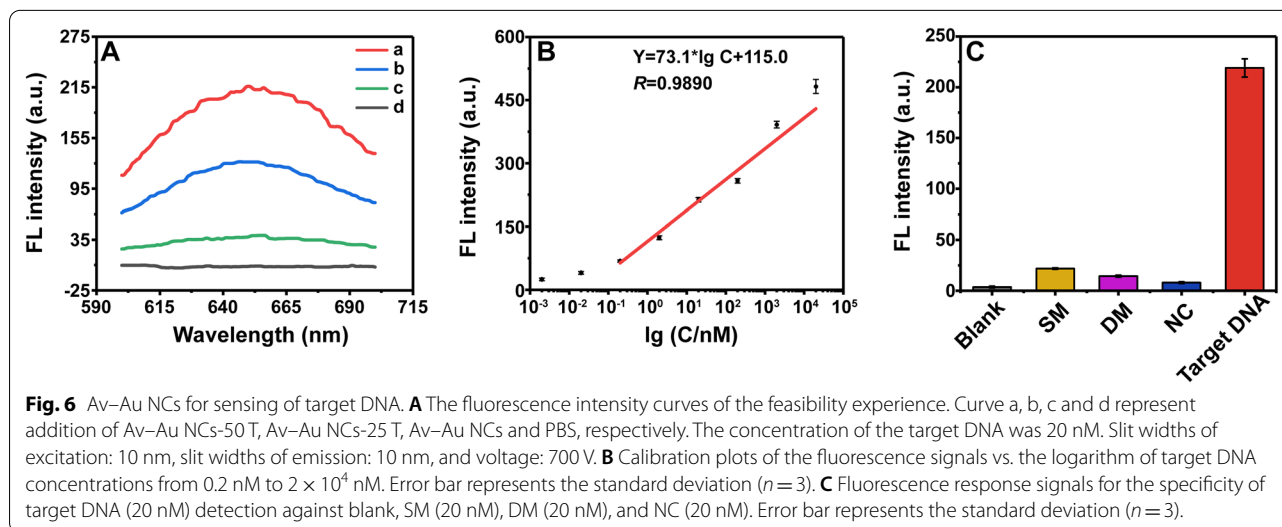 A
a
b
c
d
275
215
155
95
35
-25
590
615
640
665
690
715
FL intensity (a.u.)
Wavelength (nm)
B
Y=73.1*lg C+115.0
R=0.9890
600
450
300
150
0
10⁻³ 10⁻² 10⁻¹ 10⁰ 10¹ 10² 10³ 10⁴ 10⁵
FL intensity (a.u.)
lg (C/nM)
C
250
200
150
100
50
0
FL intensity (a.u.)
Blank
SM
DM
NC
Target DNA
Fig. 6 Av–Au NCs for sensing of target DNA. A The fluorescence intensity curves of the feasibility experience. Curve a, b, c and d represent
addition of Av–Au NCs-50 T, Av–Au NCs-25 T, Av–Au NCs and PBS, respectively. The concentration of the target DNA was 20 nM. Slit widths of
excitation: 10 nm, slit widths of emission: 10 nm, and voltage: 700 V. B Calibration plots of the fluorescence signals vs. the logarithm of target DNA
concentrations from 0.2 nM to 2 × 10⁴ nM. Error bar represents the standard deviation (n = 3). C Fluorescence response signals for the specificity of
target DNA (20 nM) detection against blank, SM (20 nM), DM (20 nM), and NC (20 nM). Error bar represents the standard deviation (n = 3).